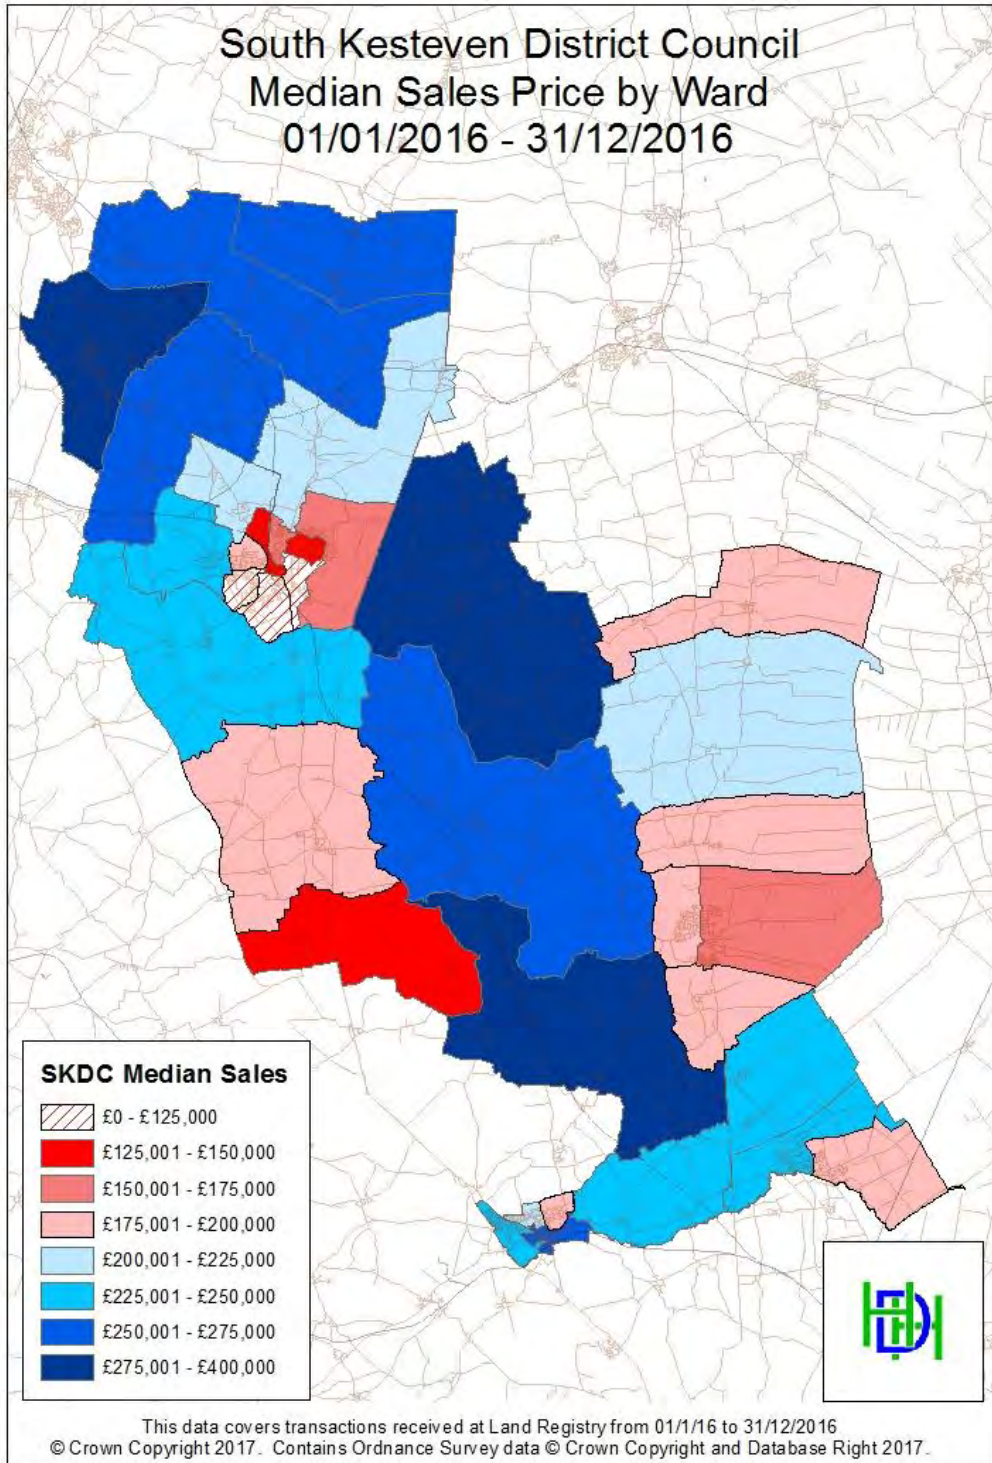 South Kesteven District Council
Median Sales Price by Ward
01/01/2016 - 31/12/2016
SKDC Median Sales
£0 - £125,000
£125,001 - £150,000
£150,001 - £175,000
£175,001 - £200,000
£200,001 - £225,000
£225,001 - £250,000
£250,001 - £275,000
£275,001 - £400,000
HDH
This data covers transactions received at Land Registry from 01/1/16 to 31/12/2016
© Crown Copyright 2017. Contains Ordnance Survey data © Crown Copyright and Database Right 2017.